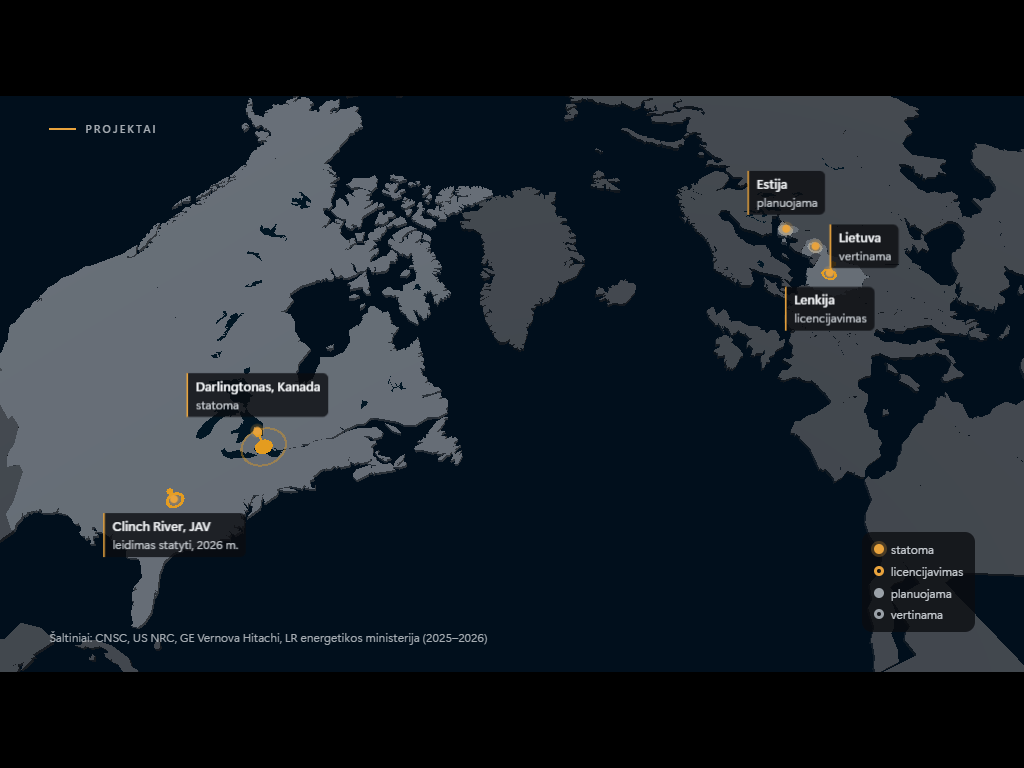 PROJEKTAI
Estija
planuojama
Lietuva
vertinama
Lenkija
licencijavimas
Darlingtonas, Kanada
statoma
Clinch River, JAV
leidimas statyti, 2026 m.
statoma
licencijavimas
planuojama
vertinama
Šaltiniai: CNSC, US NRC, GE Vernova Hitachi, LR energetikos ministerija (2025–2026)